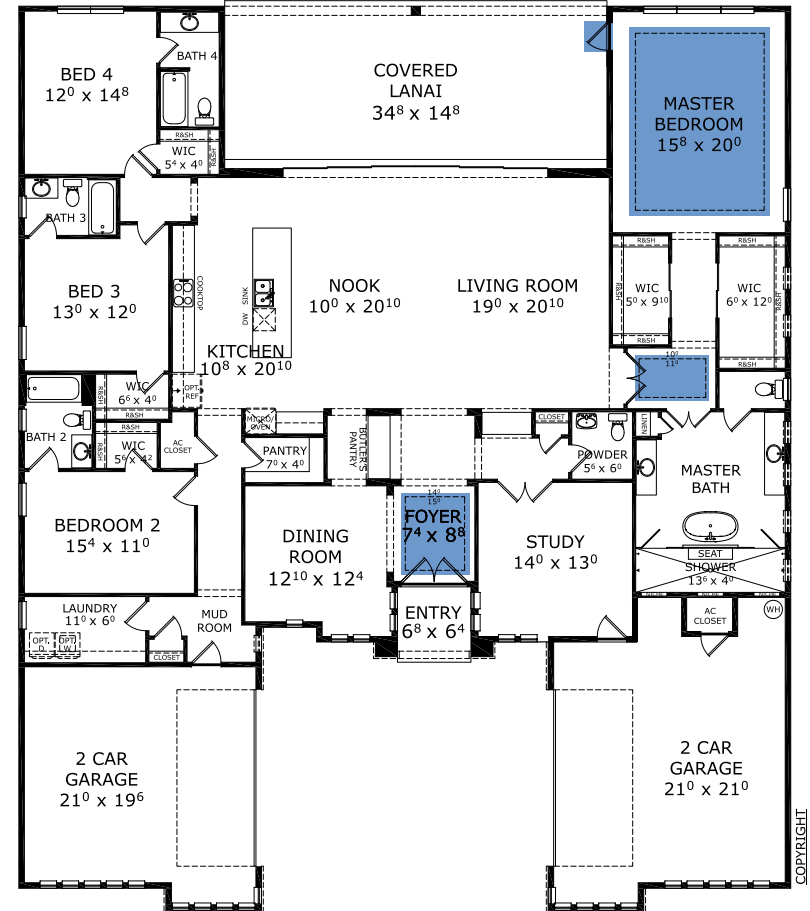 BED 4
12⁰ x 14⁸
BATH 4
R&SH
WIC
5⁴ x 4⁰
R&SH
COVERED
LANAI
34⁸ x 14⁸
MASTER
BEDROOM
15⁸ x 20⁰
BATH 3
BED 3
13⁰ x 12⁰
COOKTOP
DW
SINK
KITCHEN
10⁸ x 20¹⁰
NOOK
10⁰ x 20¹⁰
LIVING ROOM
19⁰ x 20¹⁰
R&SH
R&SH
WIC
5⁰ x 9¹⁰
R&SH
R&SH
WIC
6⁰ x 12⁰
R&SH
R&SH
10⁰
11⁰
WIC
6⁶ x 4⁰
R&SH
R&SH
OPT.
REF
BATH 2
R&SH
WIC
5⁶ x 4²
R&SH
AC
CLOSET
MICRO/
OVEN
PANTRY
7⁰ x 4⁰
BUTLER'S
PANTRY
CLOSET
POWDER
5⁶ x 6⁰
LINEN
MASTER
BATH
SEAT
SHOWER
13⁶ x 4⁰
BEDROOM 2
15⁴ x 11⁰
DINING
ROOM
12¹⁰ x 12⁴
14⁰
15⁰
FOYER
7⁴ x 8⁸
STUDY
14⁰ x 13⁰
LAUNDRY
11⁰ x 6⁰
OPT.
D
OPT.
W
MUD
ROOM
CLOSET
ENTRY
6⁸ x 6⁴
AC
CLOSET
WH
2 CAR
GARAGE
21⁰ x 19⁶
2 CAR
GARAGE
21⁰ x 21⁰
COPYRIGHT